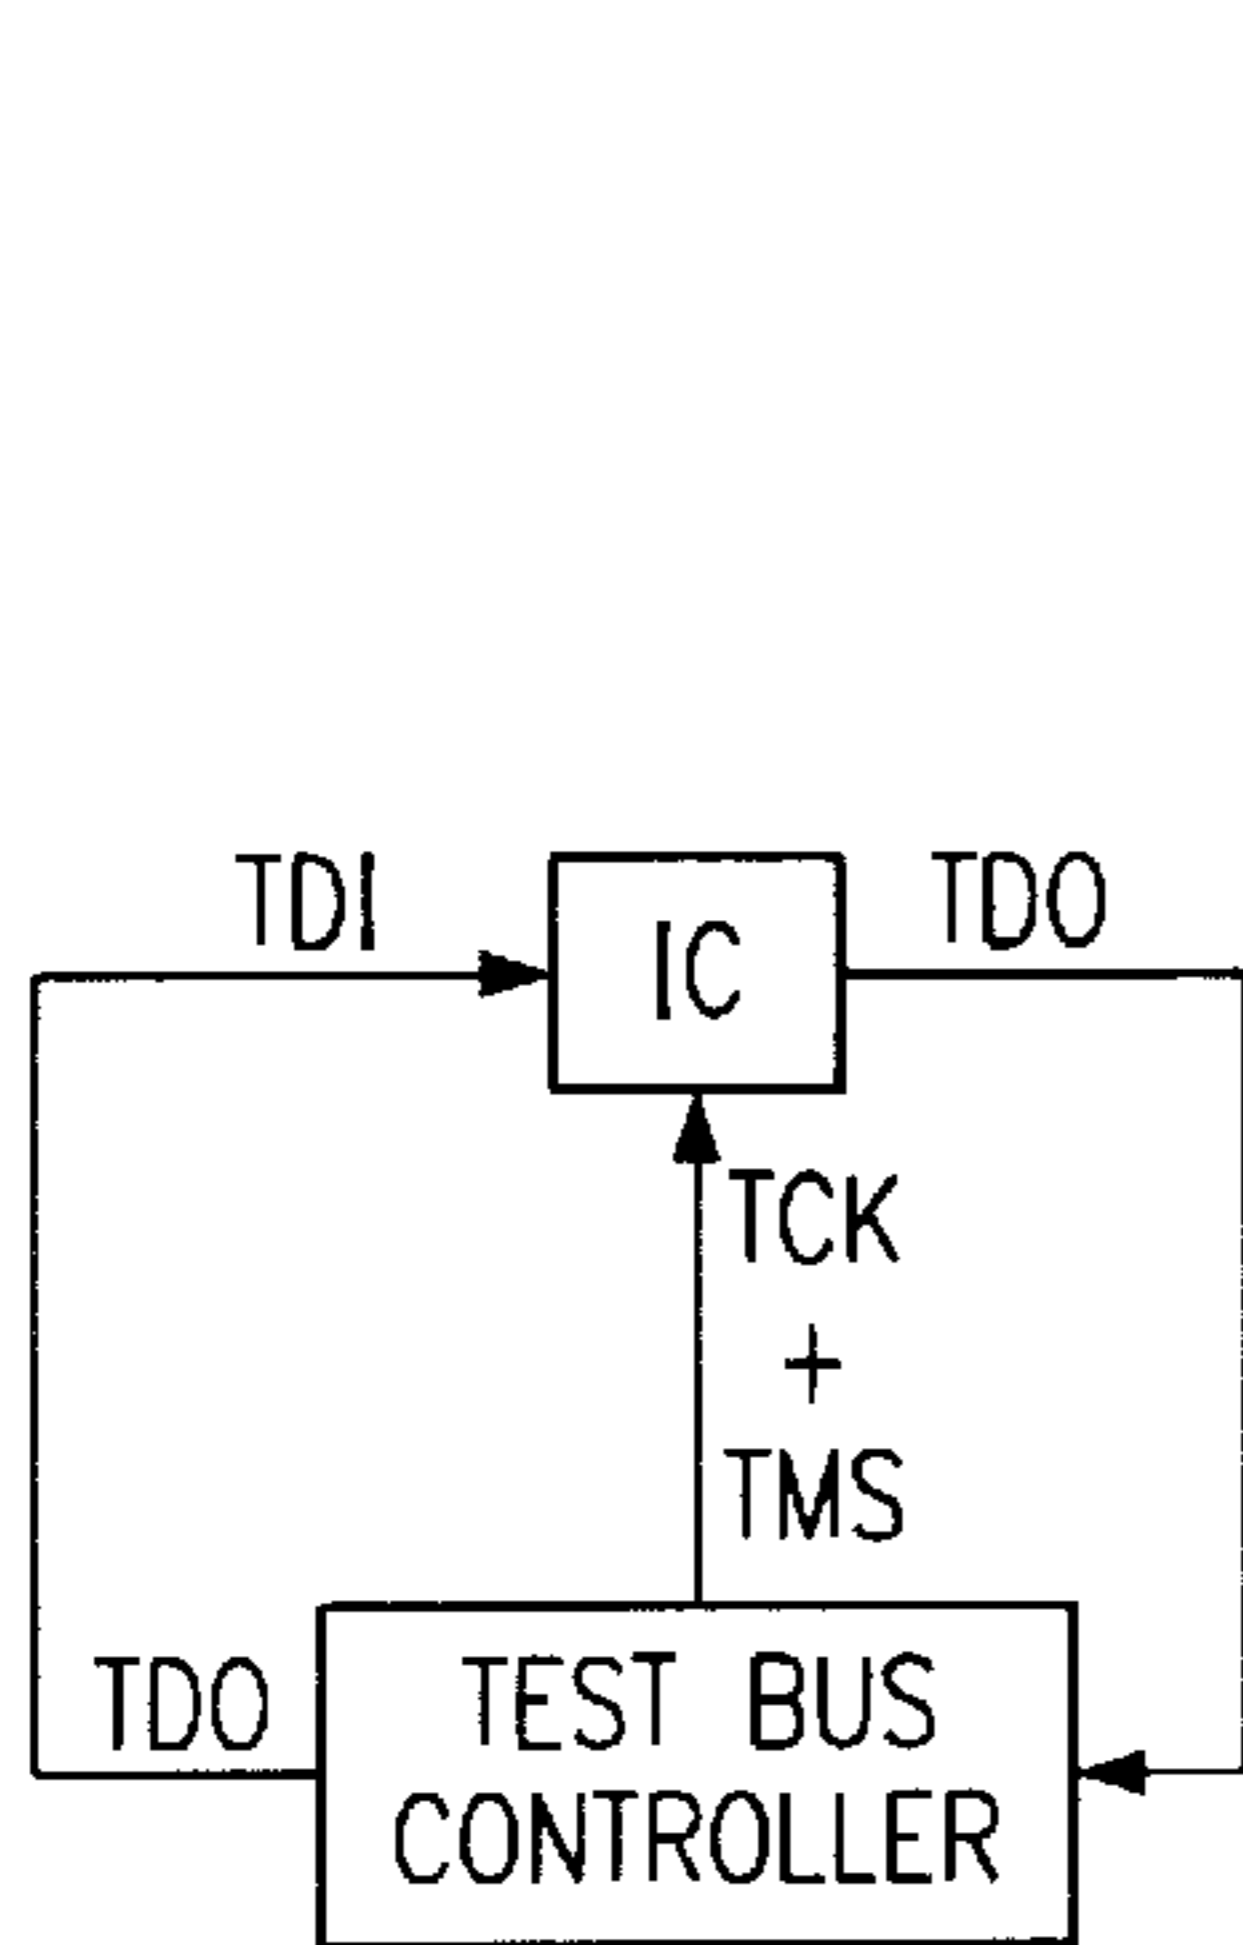 TDI
IC
TDO
TCK
+
TMS
TDO
TEST BUS
CONTROLLER